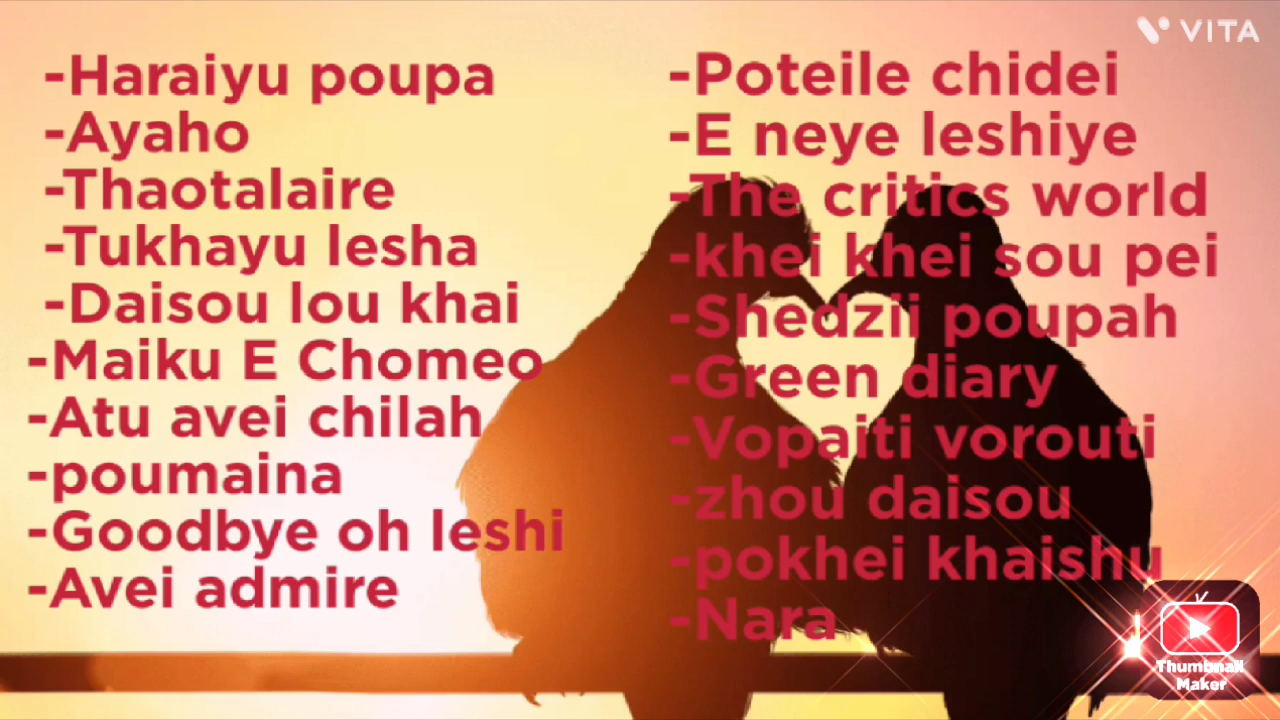 VITA
-Haraiyu poupa
-Ayaho
-Thaotalaire
-Tukhayu lesha
-Daisou lou khai
-Maiku E Chomeo
-Atu avei chilah
-poumaina
-Goodbye oh leshi
-Avei admire
-Poteile chidei
-E neye leshiye
-The critics world
-khei khei sou pei
-Shedzii poupah
-Green diary
-Vopaiti vorouti
-zhou daisou
-pokhei khaishu
-Nara
Thumbnail
Maker